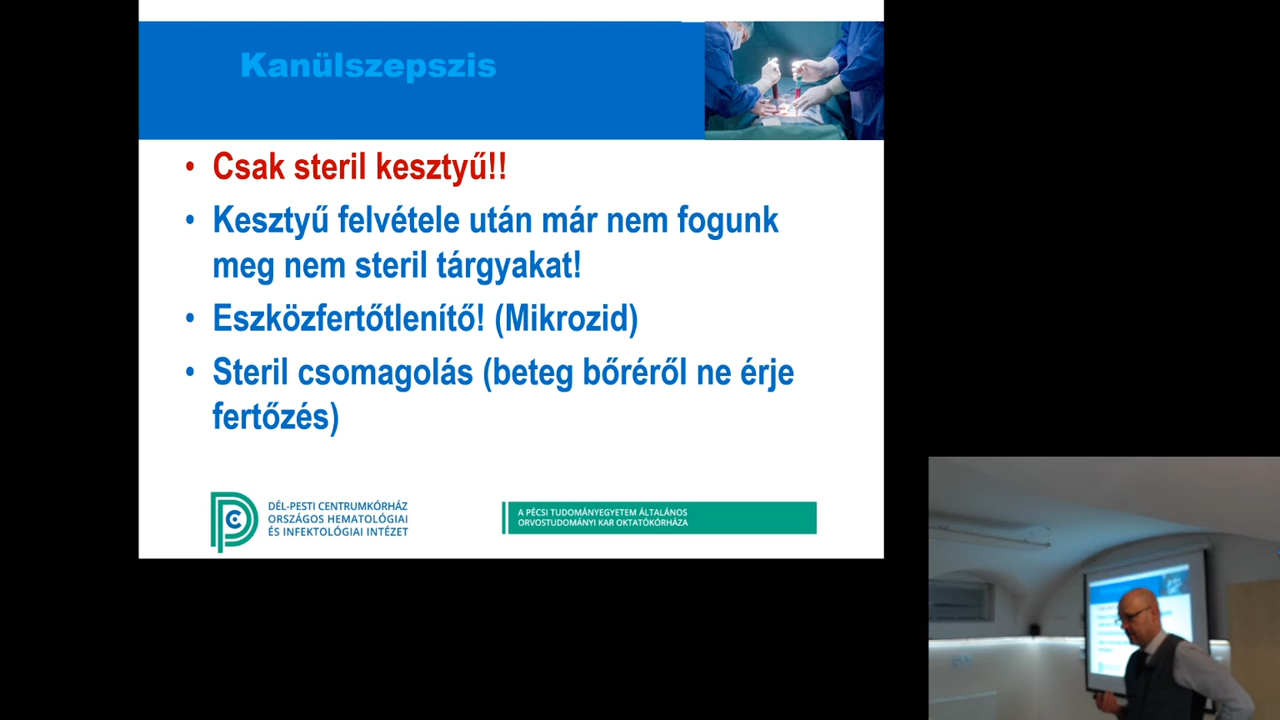 Kanülszepszis
• Csak steril kesztyű!!
• Kesztyű felvétele után már nem fogunk
meg nem steril tárgyakat!
• Eszközfertőtlenítő! (Mikrozid)
• Steril csomagolás (beteg bőréről ne érje
fertőzés)
DÉL-PESTI CENTRUMKÓRHÁZ
ORSZÁGOS HEMATOLÓGIAI
ÉS INFEKTOLÓGIAI INTÉZET
A PÉCSI TUDOMÁNYEGYETEM ÁLTALÁNOS
ORVOSTUDOMÁNYI KAR OKTATÓKÓRHÁZA